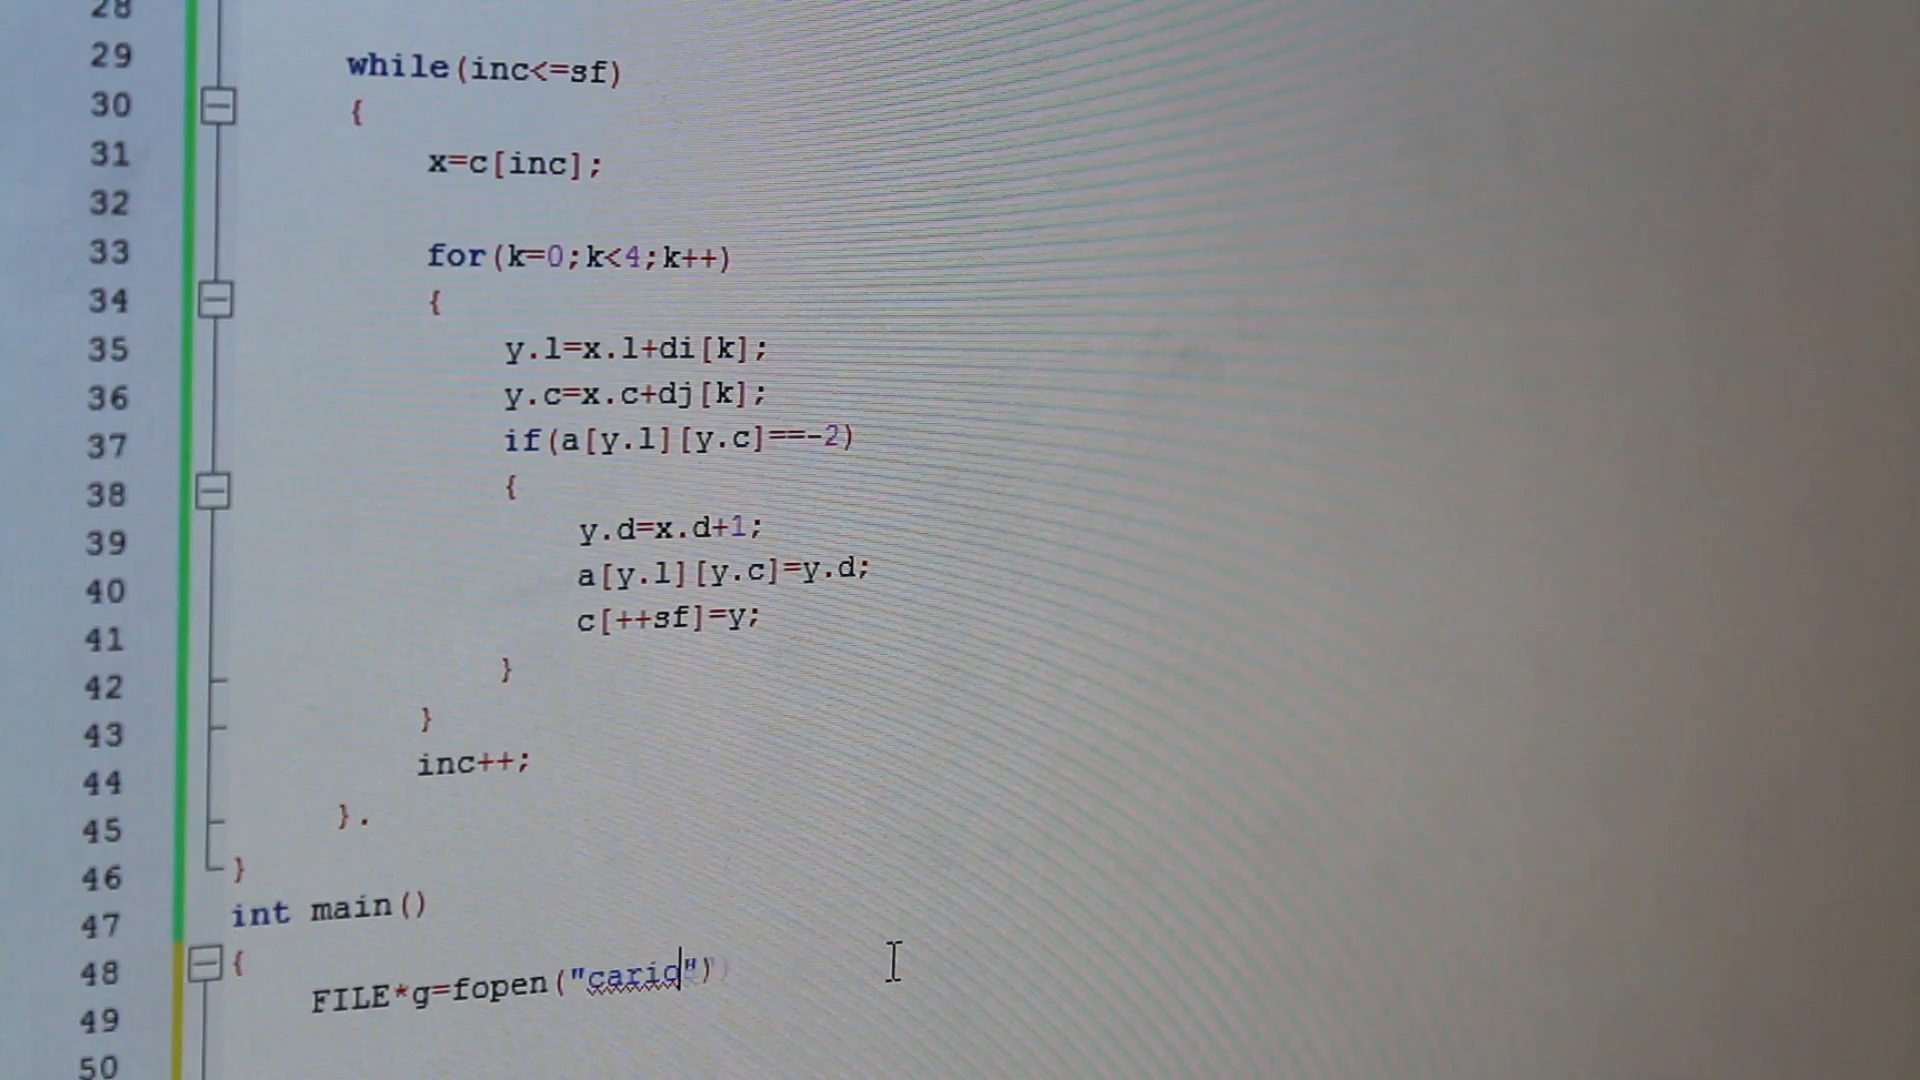 28
29 while(inc<=sf)
30 {
31 x=c[inc];
32
33 for(k=0;k<4;k++)
34 {
35 y.l=x.l+di[k];
36 y.c=x.c+dj[k];
37 if(a[y.l][y.c]==-2)
38 {
39 y.d=x.d+1;
40 a[y.l][y.c]=y.d;
41 c[++sf]=y;
42 }
43 }
44 inc++;
45 }.
46 }
47 int main()
48 {
49 FILE*g=fopen("cario")
50